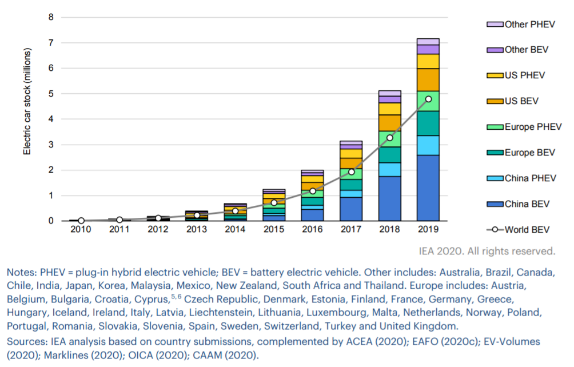 8
7
6
5
4
3
2
1
0
Electric car stock (millions)
2010 2011 2012 2013 2014 2015 2016 2017 2018 2019
Other PHEV
Other BEV
US PHEV
US BEV
Europe PHEV
Europe BEV
China PHEV
China BEV
World BEV
IEA 2020. All rights reserved.
Notes: PHEV = plug-in hybrid electric vehicle; BEV = battery electric vehicle. Other includes: Australia, Brazil, Canada,
Chile, India, Japan, Korea, Malaysia, Mexico, New Zealand, South Africa and Thailand. Europe includes: Austria,
Belgium, Bulgaria, Croatia, Cyprus,5,6 Czech Republic, Denmark, Estonia, Finland, France, Germany, Greece,
Hungary, Iceland, Ireland, Italy, Latvia, Liechtenstein, Lithuania, Luxembourg, Malta, Netherlands, Norway, Poland,
Portugal, Romania, Slovakia, Slovenia, Spain, Sweden, Switzerland, Turkey and United Kingdom.
Sources: IEA analysis based on country submissions, complemented by ACEA (2020); EAFO (2020c); EV-Volumes
(2020); Marklines (2020); OICA (2020); CAAM (2020).